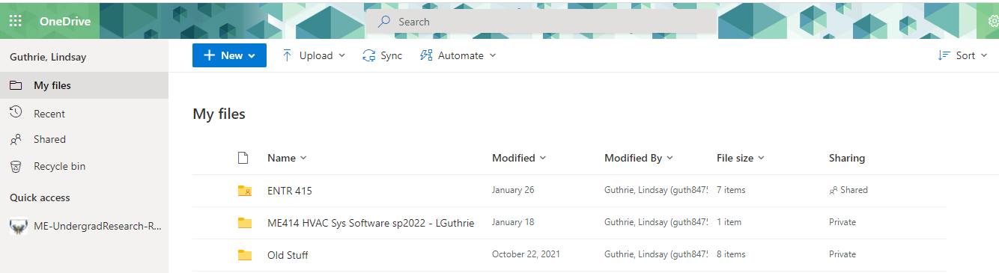 OneDrive
Search
Guthrie, Lindsay
New Upload Sync Automate Sort
My files
Recent
Shared
Recycle bin
Quick access
ME-UndergradResearch-R...
My files
Name Modified Modified By File size Sharing
ENTR 415 January 26 Guthrie, Lindsay (guth8475 7 items Shared
ME414 HVAC Sys Software sp2022 - LGuthrie January 18 Guthrie, Lindsay (guth8475 1 item Private
Old Stuff October 22, 2021 Guthrie, Lindsay (guth8475 8 items Private